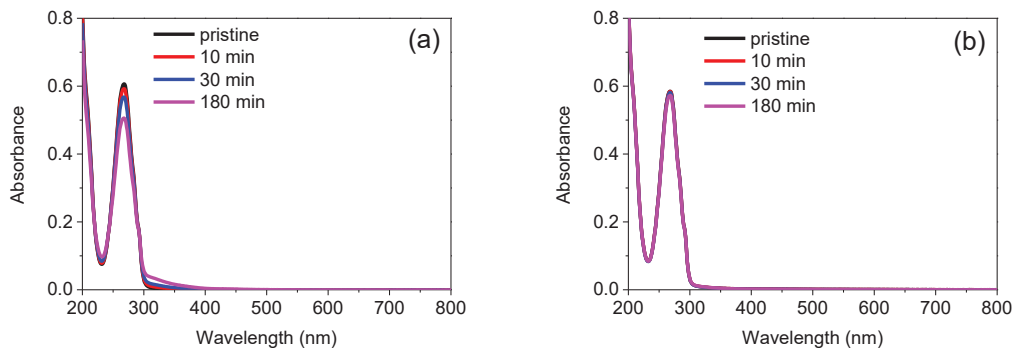 (a)
pristine
10 min
30 min
180 min
0.8
0.6
0.4
0.2
0.0
Absorbance
200 300 400 500 600 700 800
Wavelength (nm)
(b)
pristine
10 min
30 min
180 min
0.8
0.6
0.4
0.2
0.0
Absorbance
200 300 400 500 600 700 800
Wavelength (nm)